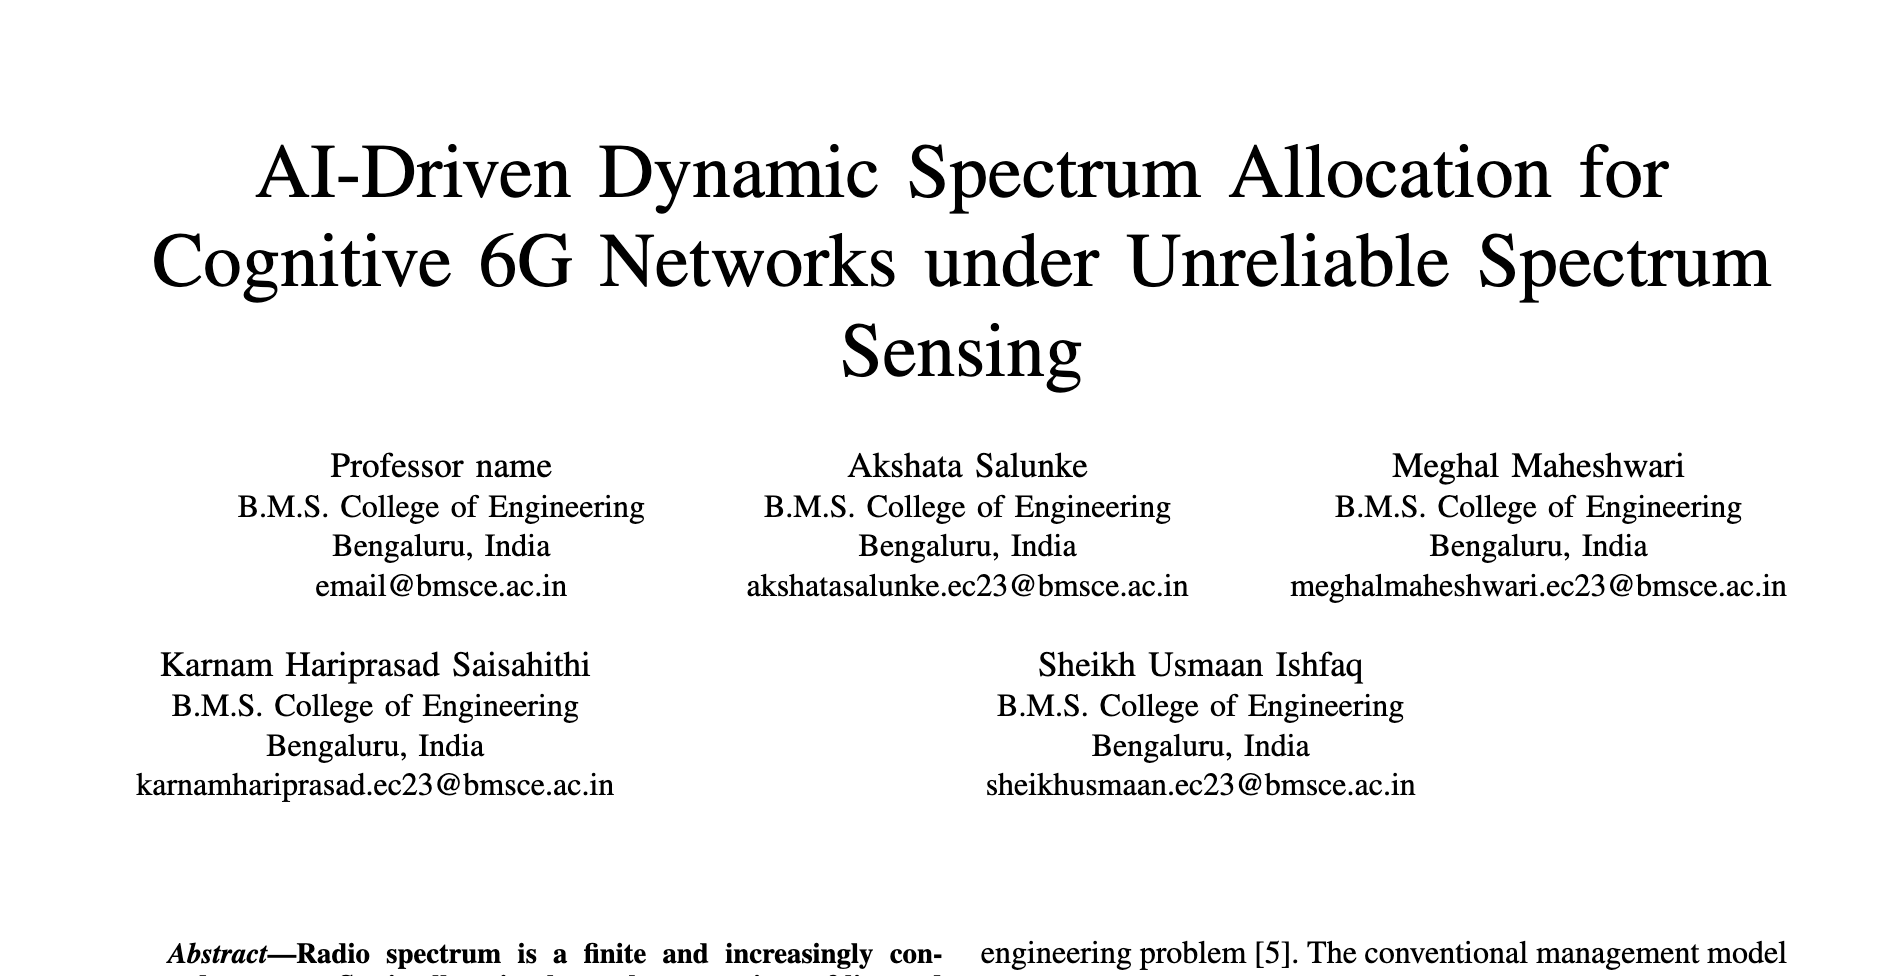 AI-Driven Dynamic Spectrum Allocation for
Cognitive 6G Networks under Unreliable Spectrum
Sensing
Professor name
B.M.S. College of Engineering
Bengaluru, India
email@bmsce.ac.in
Akshata Salunke
B.M.S. College of Engineering
Bengaluru, India
akshatasalunke.ec23@bmsce.ac.in
Meghal Maheshwari
B.M.S. College of Engineering
Bengaluru, India
meghalmaheshwari.ec23@bmsce.ac.in
Karnam Hariprasad Saisahithi
B.M.S. College of Engineering
Bengaluru, India
karnamhariprasad.ec23@bmsce.ac.in
Sheikh Usmaan Ishfaq
B.M.S. College of Engineering
Bengaluru, India
sheikhusmaan.ec23@bmsce.ac.in
Abstract—Radio spectrum is a finite and increasingly con-
engineering problem [5]. The conventional management model